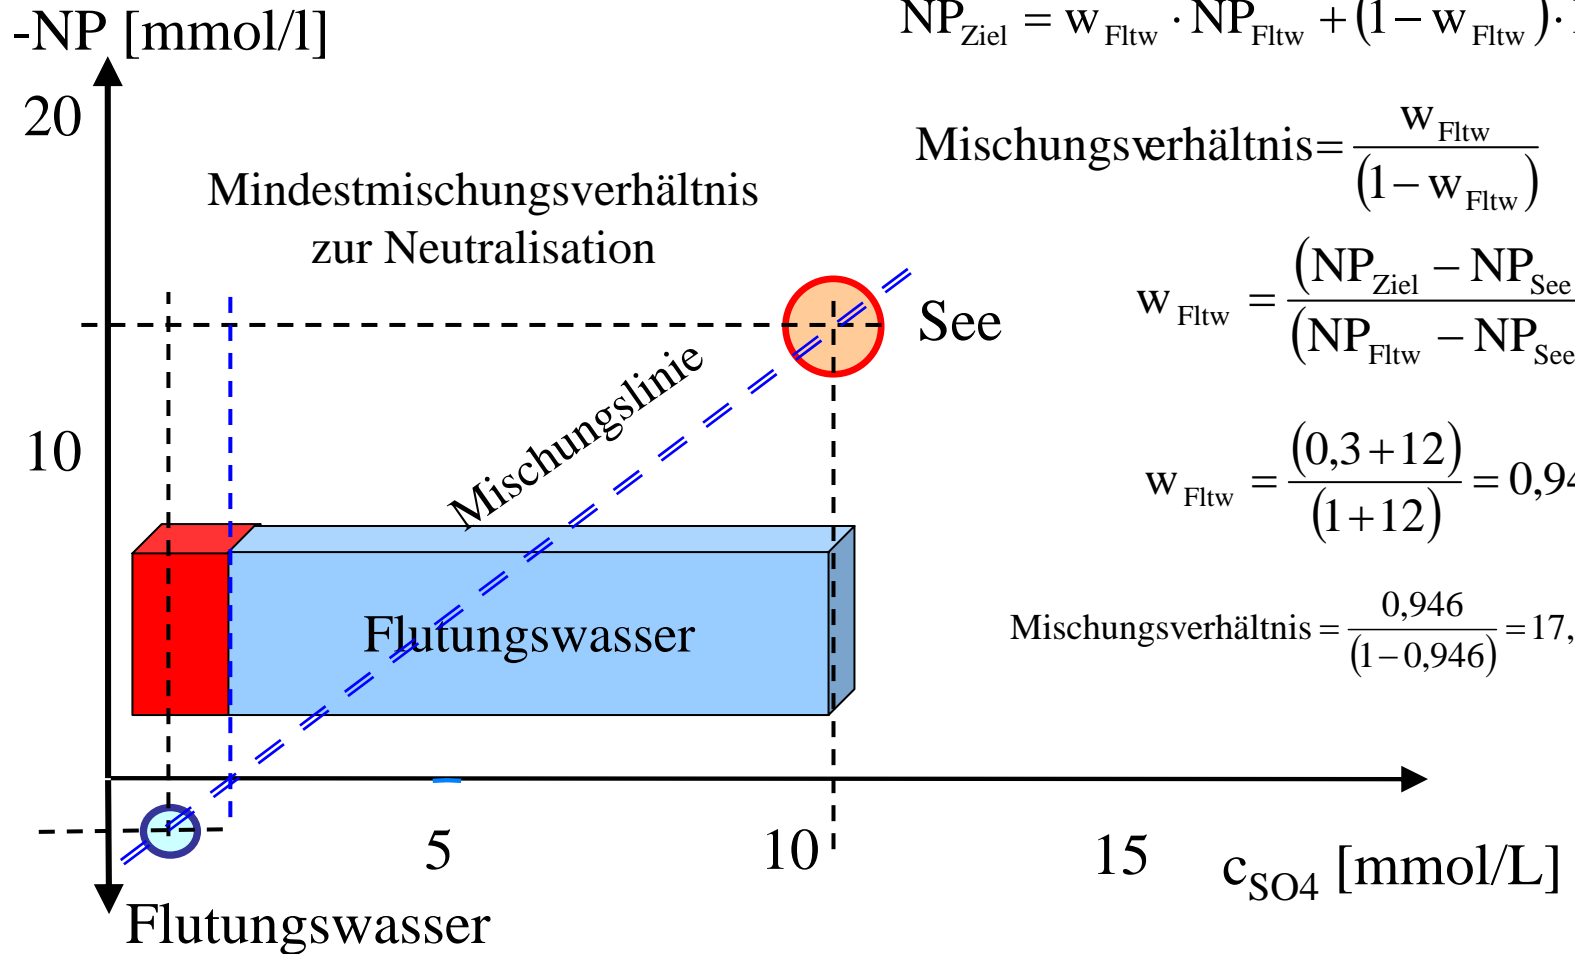 -NP [mmol/l]
NP_Ziel = w_Fltw · NP_Fltw + (1 − w_Fltw) ·
20
Mischungsverhältnis = w_Fltw / (1 − w_Fltw)
Mindestmischungsverhältnis
zur Neutralisation
w_Fltw = (NP_Ziel − NP_See / (NP_Fltw − NP_See
See
Mischungslinie
10
w_Fltw = (0,3 + 12) / (1 + 12) = 0,94
Flutungswasser
Mischungsverhältnis = 0,946 / (1 − 0,946) = 17,
5
10
15
c_SO4 [mmol/L]
Flutungswasser